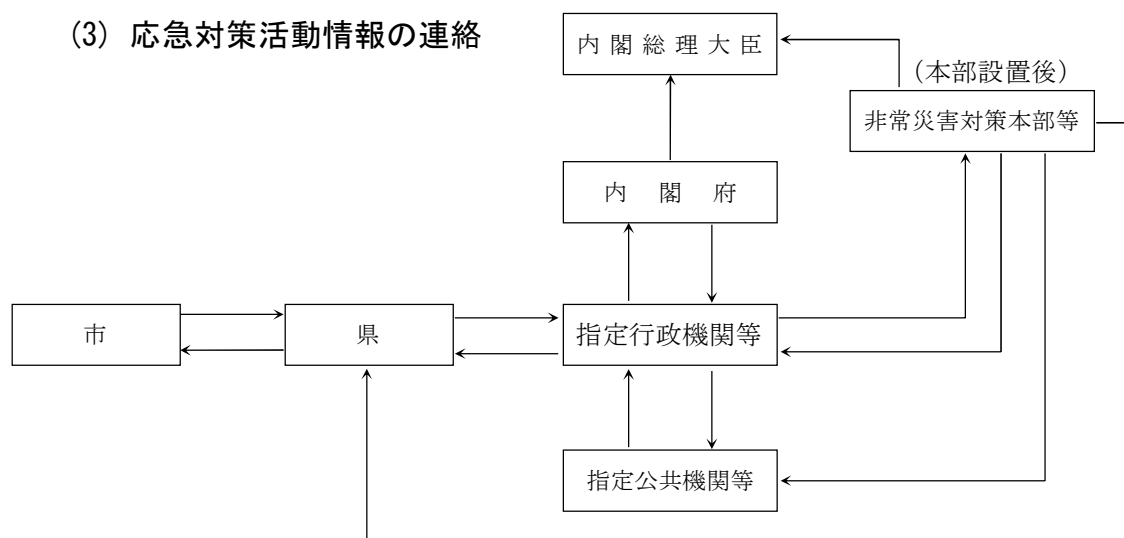 (3) 応急対策活動情報の連絡
内閣総理大臣
（本部設置後）
非常災害対策本部等
内閣府
市
県
指定行政機関等
指定公共機関等